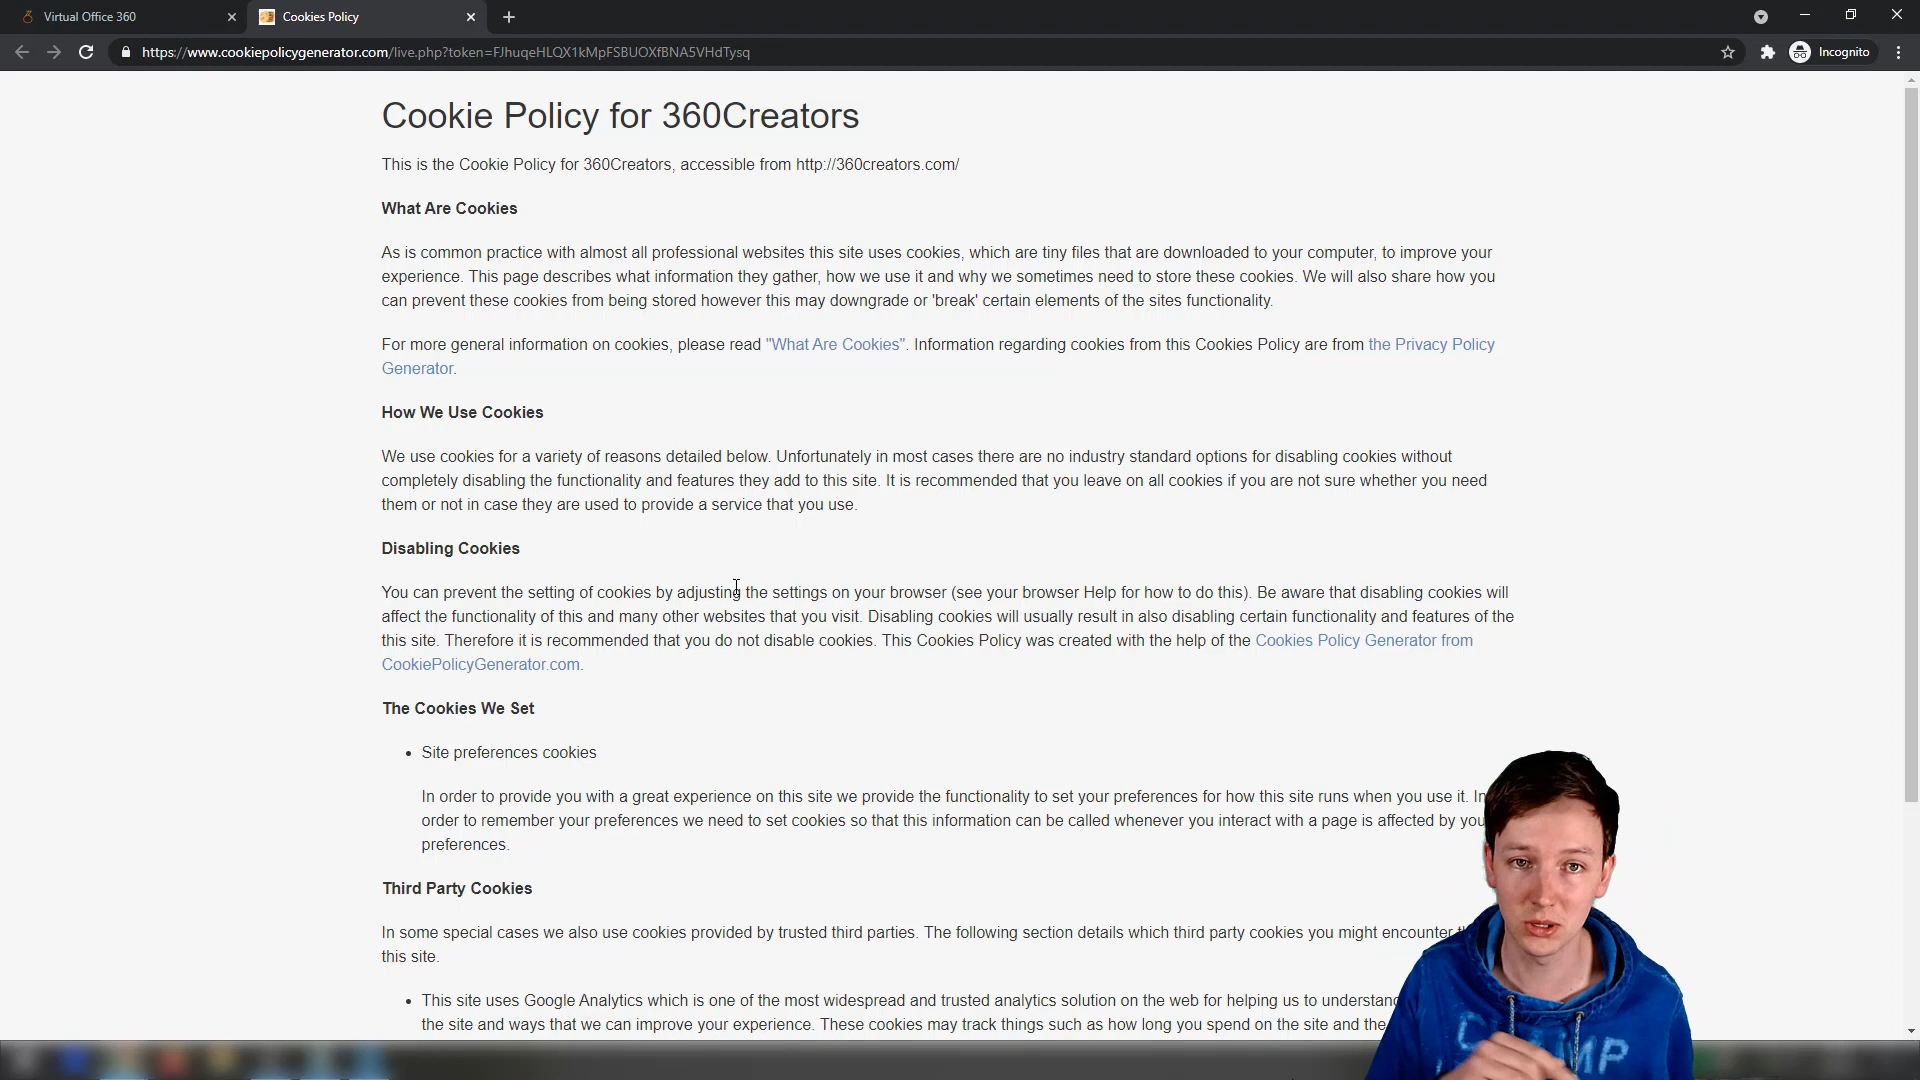 Virtual Office 360
Cookies Policy
https://www.cookiepolicygenerator.com/live.php?token=FJhuqeHLQX1kMpFSBUOXfBNA5VHdTysq
Incognito
Cookie Policy for 360Creators
This is the Cookie Policy for 360Creators, accessible from http://360creators.com/
What Are Cookies
As is common practice with almost all professional websites this site uses cookies, which are tiny files that are downloaded to your computer, to improve your
experience. This page describes what information they gather, how we use it and why we sometimes need to store these cookies. We will also share how you
can prevent these cookies from being stored however this may downgrade or 'break' certain elements of the sites functionality.
For more general information on cookies, please read "What Are Cookies". Information regarding cookies from this Cookies Policy are from the Privacy Policy
Generator.
How We Use Cookies
We use cookies for a variety of reasons detailed below. Unfortunately in most cases there are no industry standard options for disabling cookies without
completely disabling the functionality and features they add to this site. It is recommended that you leave on all cookies if you are not sure whether you need
them or not in case they are used to provide a service that you use.
Disabling Cookies
You can prevent the setting of cookies by adjusting the settings on your browser (see your browser Help for how to do this). Be aware that disabling cookies will
affect the functionality of this and many other websites that you visit. Disabling cookies will usually result in also disabling certain functionality and features of the
this site. Therefore it is recommended that you do not disable cookies. This Cookies Policy was created with the help of the Cookies Policy Generator from
CookiePolicyGenerator.com.
The Cookies We Set
• Site preferences cookies
In order to provide you with a great experience on this site we provide the functionality to set your preferences for how this site runs when you use it. In
order to remember your preferences we need to set cookies so that this information can be called whenever you interact with a page is affected by you
preferences.
Third Party Cookies
In some special cases we also use cookies provided by trusted third parties. The following section details which third party cookies you might encounter
this site.
• This site uses Google Analytics which is one of the most widespread and trusted analytics solution on the web for helping us to understand
the site and ways that we can improve your experience. These cookies may track things such as how long you spend on the site and the